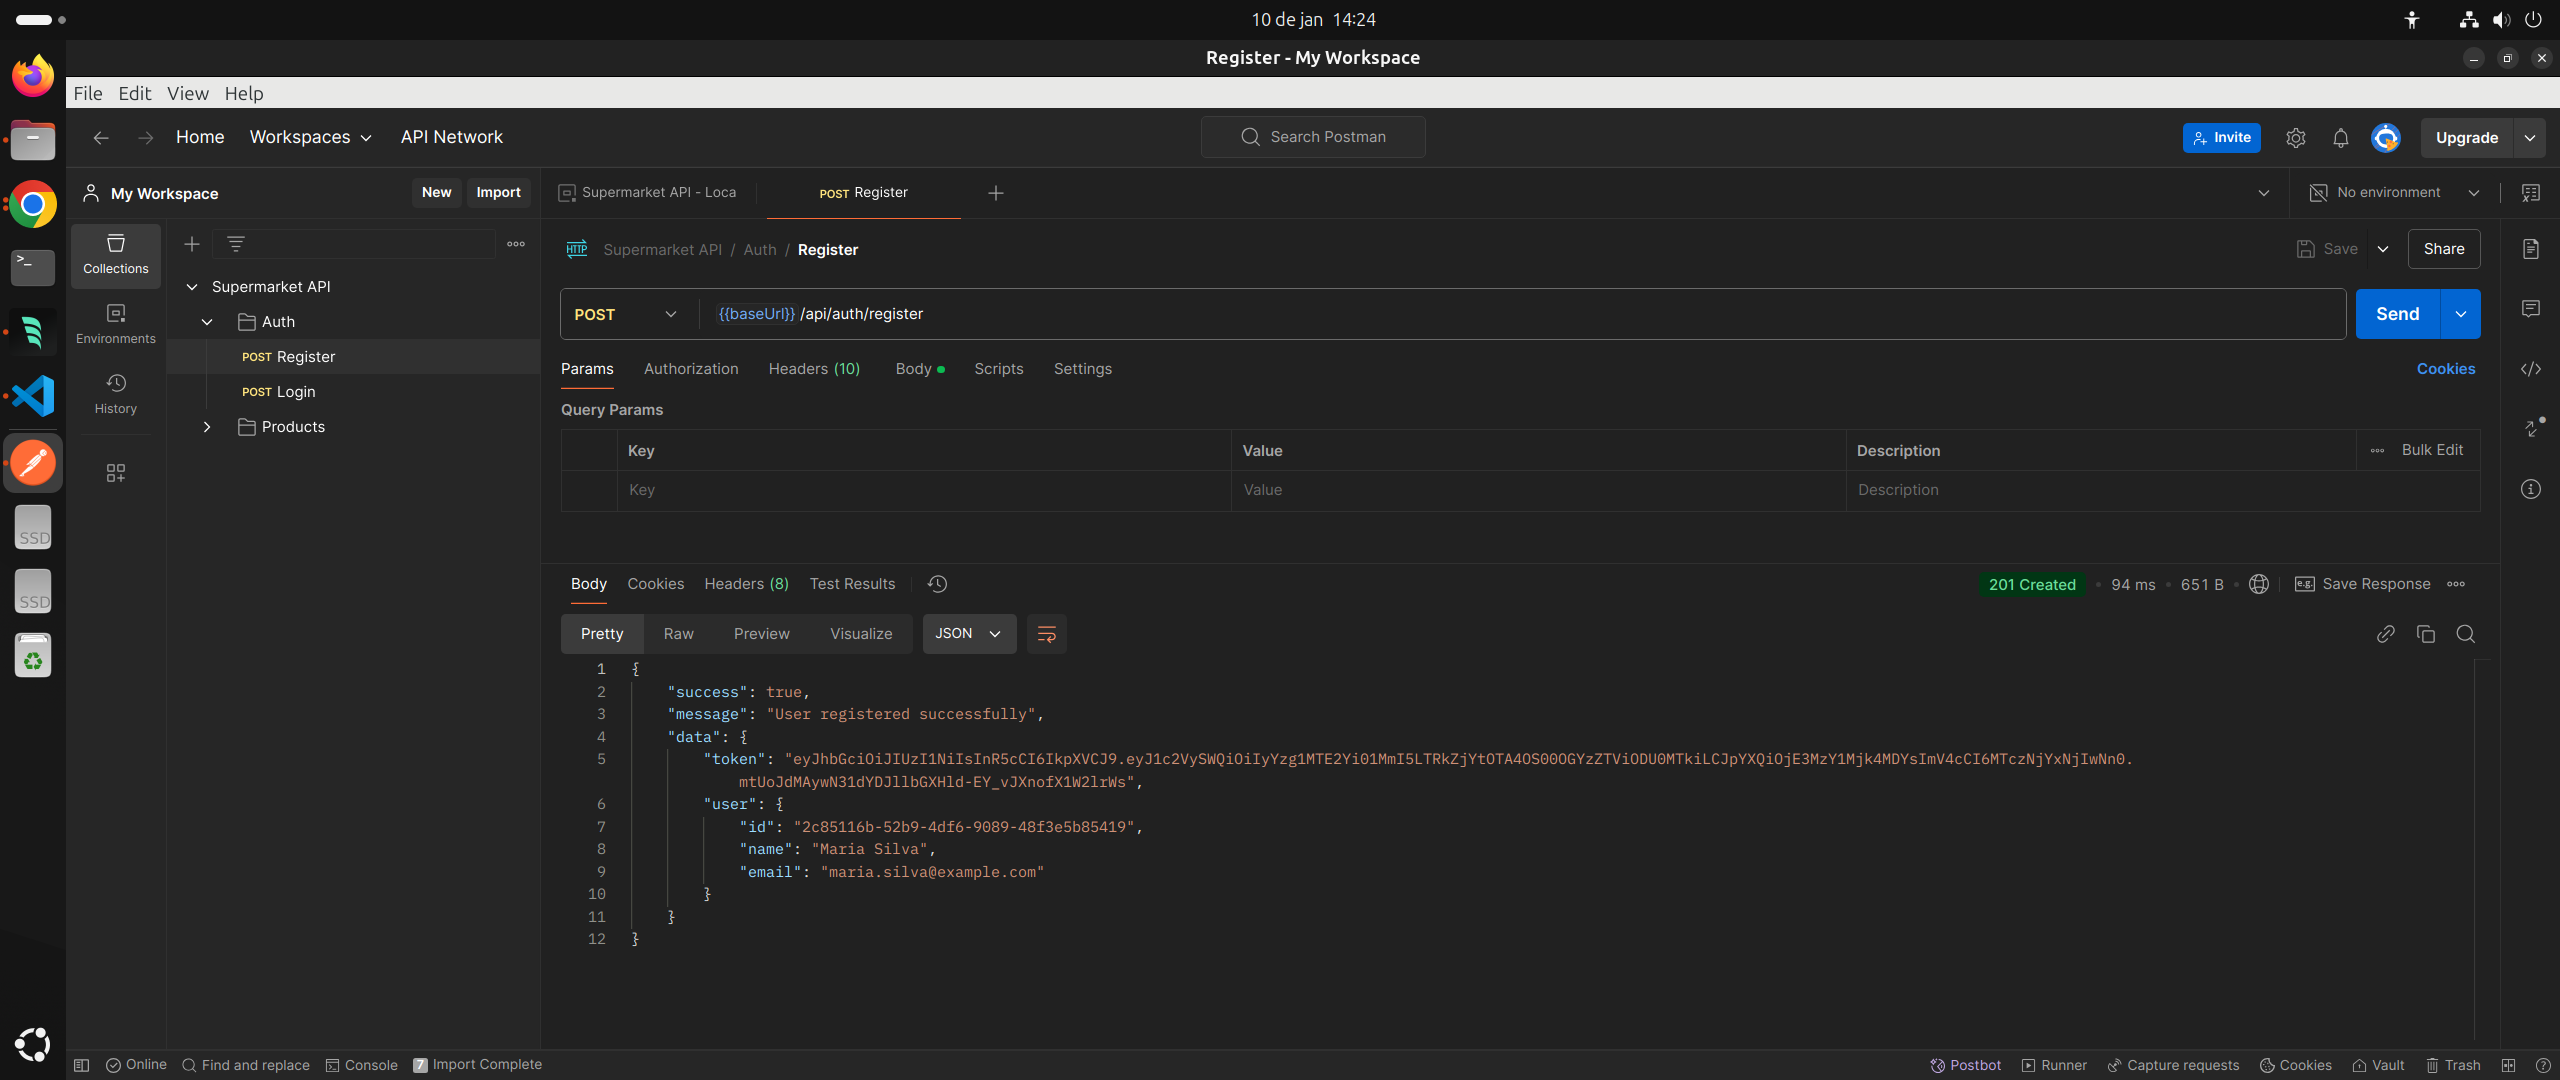 10 de jan 14:24
Register - My Workspace
File Edit View Help
Home Workspaces API Network
Search Postman
Invite
Upgrade
My Workspace
New Import
Supermarket API - Loca
POST Register
No environment
Collections
Environments
History
Supermarket API
Auth
POST Register
POST Login
Products
HTTP Supermarket API / Auth / Register
Save
Share
POST
{{baseUrl}} /api/auth/register
Send
Params Authorization Headers (10) Body Scripts Settings
Cookies
Query Params
Key Value Description Bulk Edit
Key Value Description
Body Cookies Headers (8) Test Results
201 Created 94 ms 651 B e.g. Save Response
Pretty Raw Preview Visualize JSON
1 {
2 "success": true,
3 "message": "User registered successfully",
4 "data": {
5 "token": "eyJhbGciOiJIUzI1NiIsInR5cCI6IkpXVCJ9.eyJ1c2VySWQiOiIyYzg1MTE2Yi01MmI5LTRkZjYtOTA4OS00OGYzZTViODU0MTkiLCJpYXQiOjE3MzY1Mjk4MDYsImV4cCI6MTczNjYxNjIwNn0.
mtUoJdMAywN31dYDJllbGXHld-EY_vJXnofX1W2lrWs",
6 "user": {
7 "id": "2c85116b-52b9-4df6-9089-48f3e5b85419",
8 "name": "Maria Silva",
9 "email": "maria.silva@example.com"
10 }
11 }
12 }
SSD
SSD
Online Find and replace Console 7 Import Complete
Postbot Runner Capture requests Cookies Vault Trash